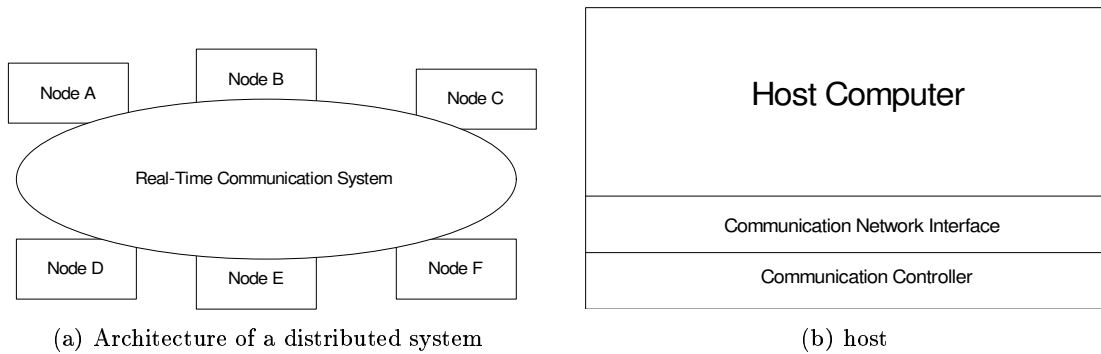 Node A
Node B
Node C
Real-Time Communication System
Node D
Node E
Node F
(a) Architecture of a distributed system
Host Computer
Communication Network Interface
Communication Controller
(b) host